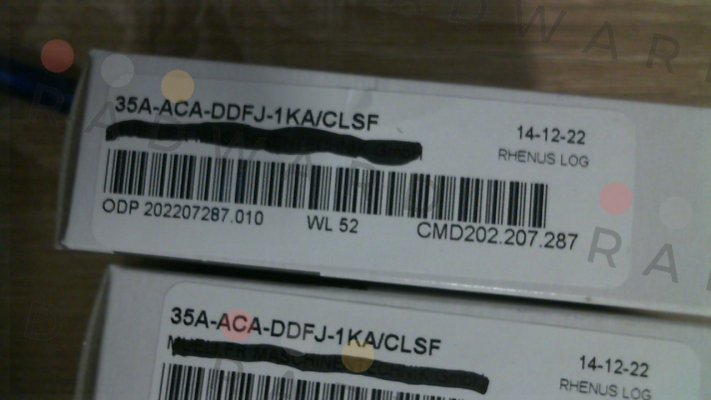 35A-ACA-DDFJ-1KA/CLSF
14-12-22
RHENUS LOG
ODP 202207287.010 WL 52 CMD202.207.287
35A-ACA-DDFJ-1KA/CLSF
14-12-22
RHENUS LOG